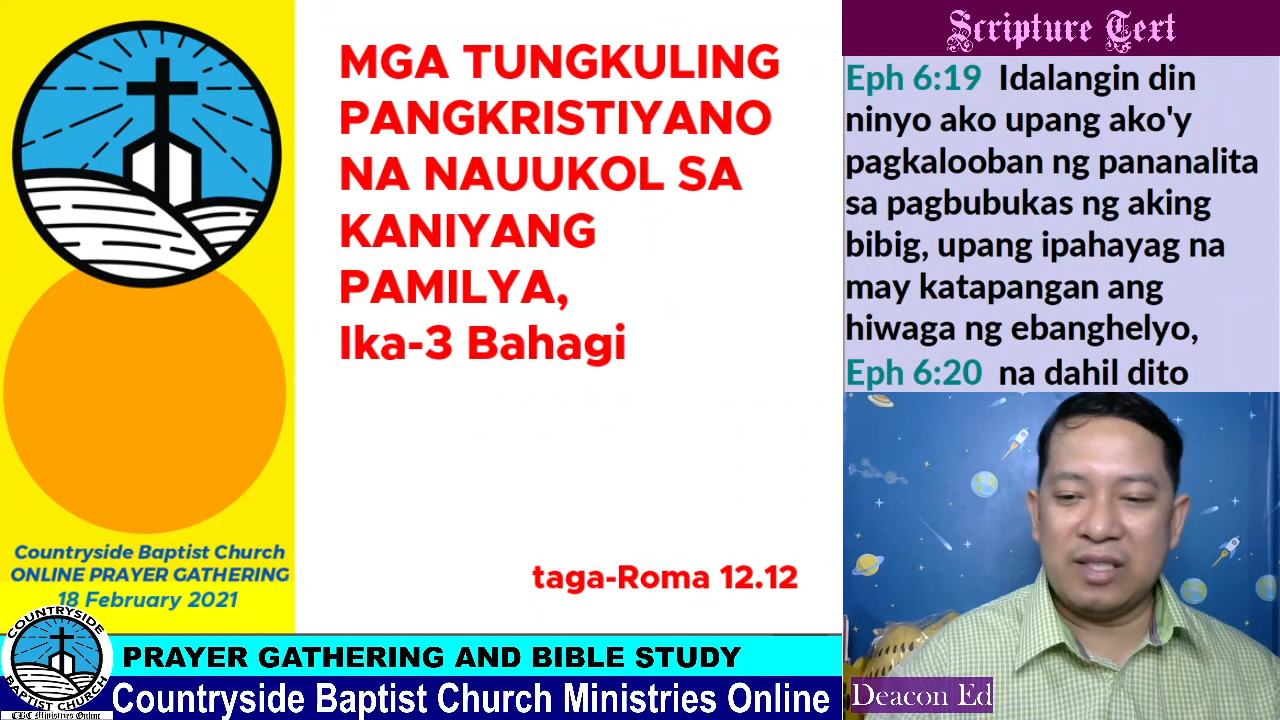 MGA TUNGKULING
PANGKRISTIYANO
NA NAUUKOL SA
KANIYANG
PAMILYA,
Ika-3 Bahagi
taga-Roma 12.12
Countryside Baptist Church
ONLINE PRAYER GATHERING
18 February 2021
Scripture Text
Eph 6:19 Idalangin din
ninyo ako upang ako'y
pagkalooban ng pananalita
sa pagbubukas ng aking
bibig, upang ipahayag na
may katapangan ang
hiwaga ng ebanghelyo,
Eph 6:20 na dahil dito
Deacon Ed
COUNTRYSIDE
BAPTIST CHURCH
CBC Ministries Online
PRAYER GATHERING AND BIBLE STUDY
Countryside Baptist Church Ministries Online